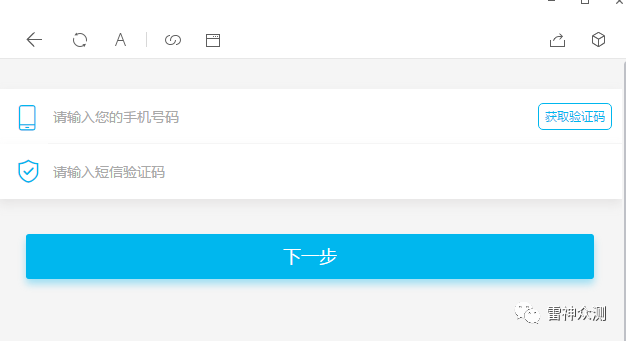 请输入您的手机号码
获取验证码
请输入短信验证码
下一步
雷神众测